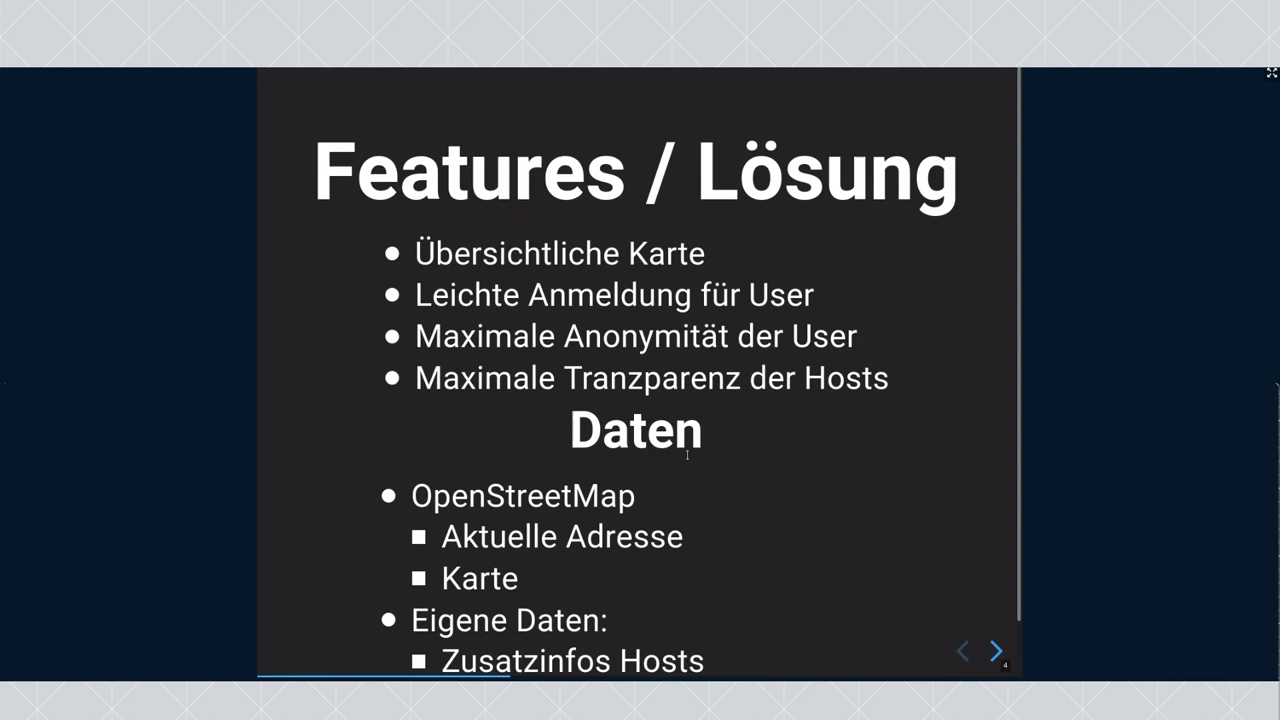 Features / Lösung
Übersichtliche Karte
Leichte Anmeldung für User
Maximale Anonymität der User
Maximale Tranzparenz der Hosts
Daten
OpenStreetMap
Aktuelle Adresse
Karte
Eigene Daten:
Zusatzinfos Hosts
4